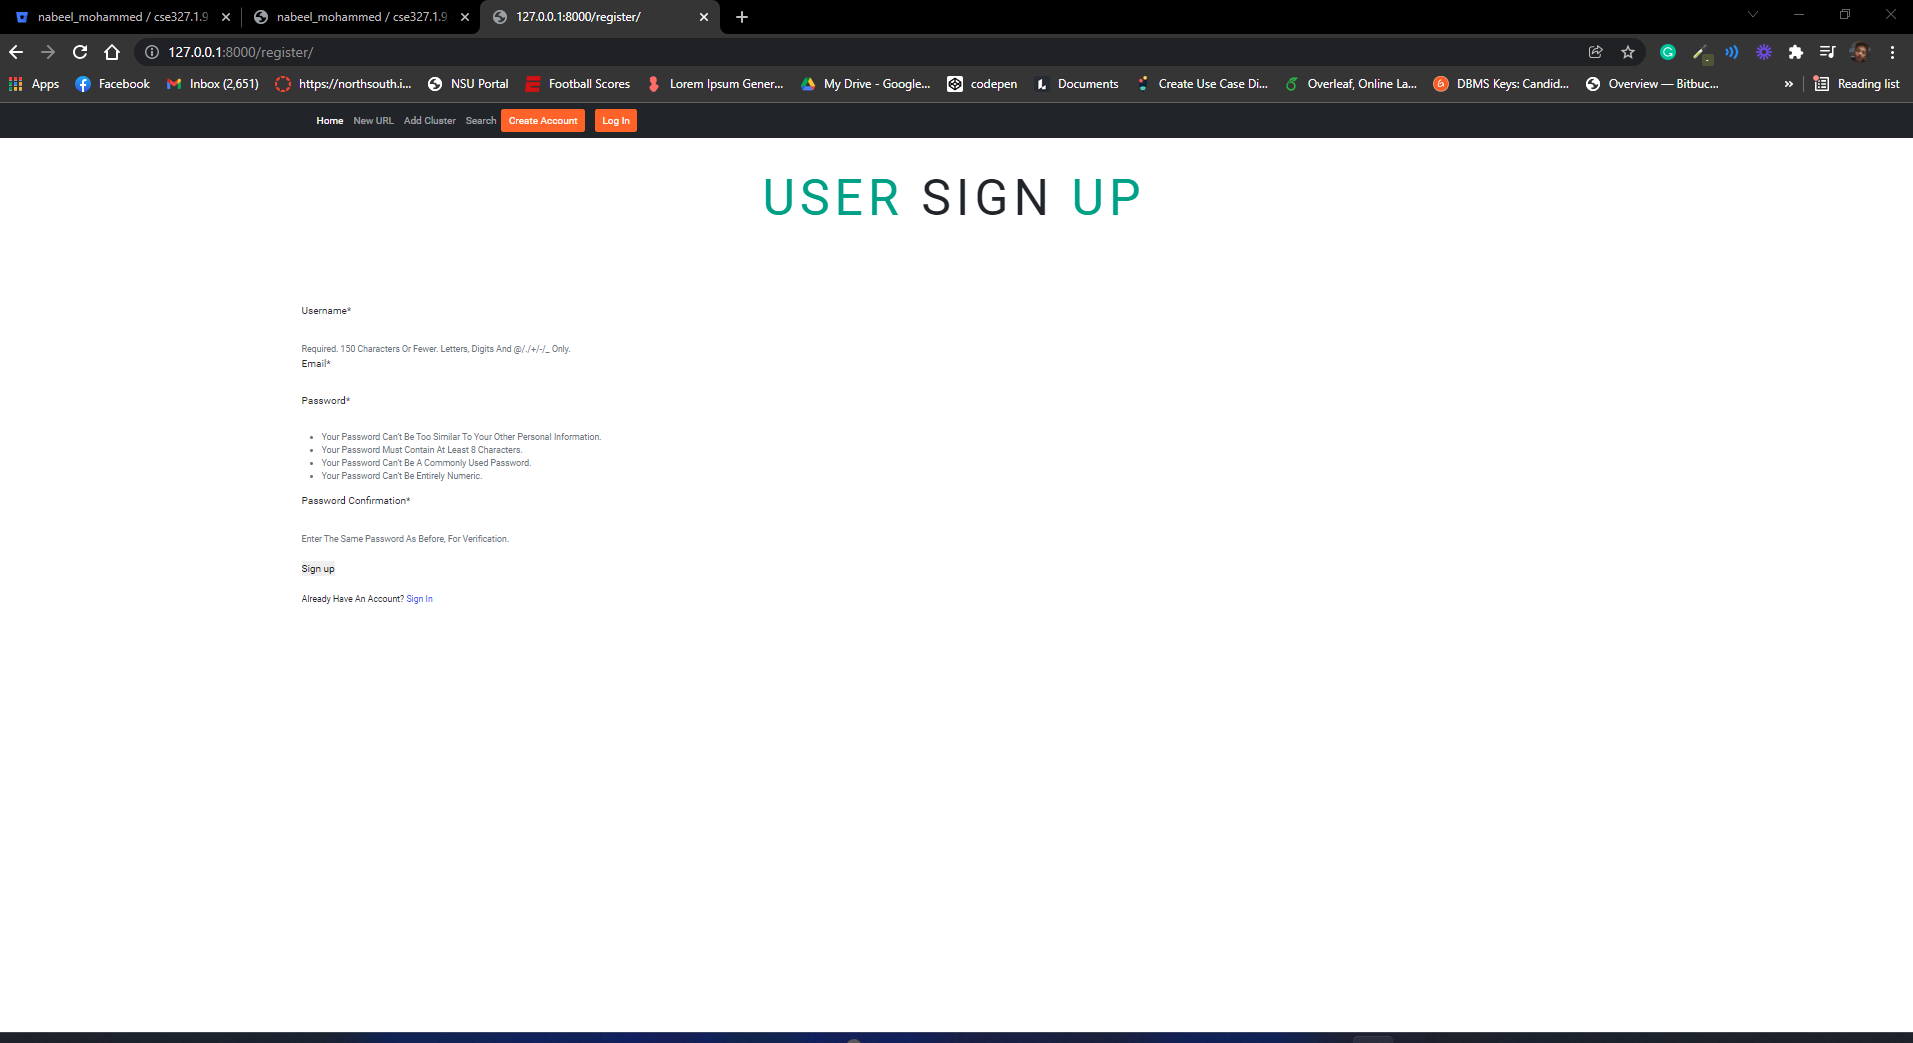 nabeel_mohammed / cse327.1.9
nabeel_mohammed / cse327.1.9
127.0.0.1:8000/register/
127.0.0.1:8000/register/
Apps Facebook Inbox (2,651) https://northsouth.i... NSU Portal Football Scores Lorem Ipsum Gener... My Drive - Google... codepen Documents Create Use Case Di... Overleaf, Online La... DBMS Keys: Candid... Overview — Bitbuc... » Reading list
Home New URL Add Cluster Search Create Account Log In
USER SIGN UP
Username*
Required. 150 Characters Or Fewer. Letters, Digits And @/./+/-/_ Only.
Email*
Password*
• Your Password Can't Be Too Similar To Your Other Personal Information.
• Your Password Must Contain At Least 8 Characters.
• Your Password Can't Be A Commonly Used Password.
• Your Password Can't Be Entirely Numeric.
Password Confirmation*
Enter The Same Password As Before, For Verification.
Sign up
Already Have An Account? Sign In